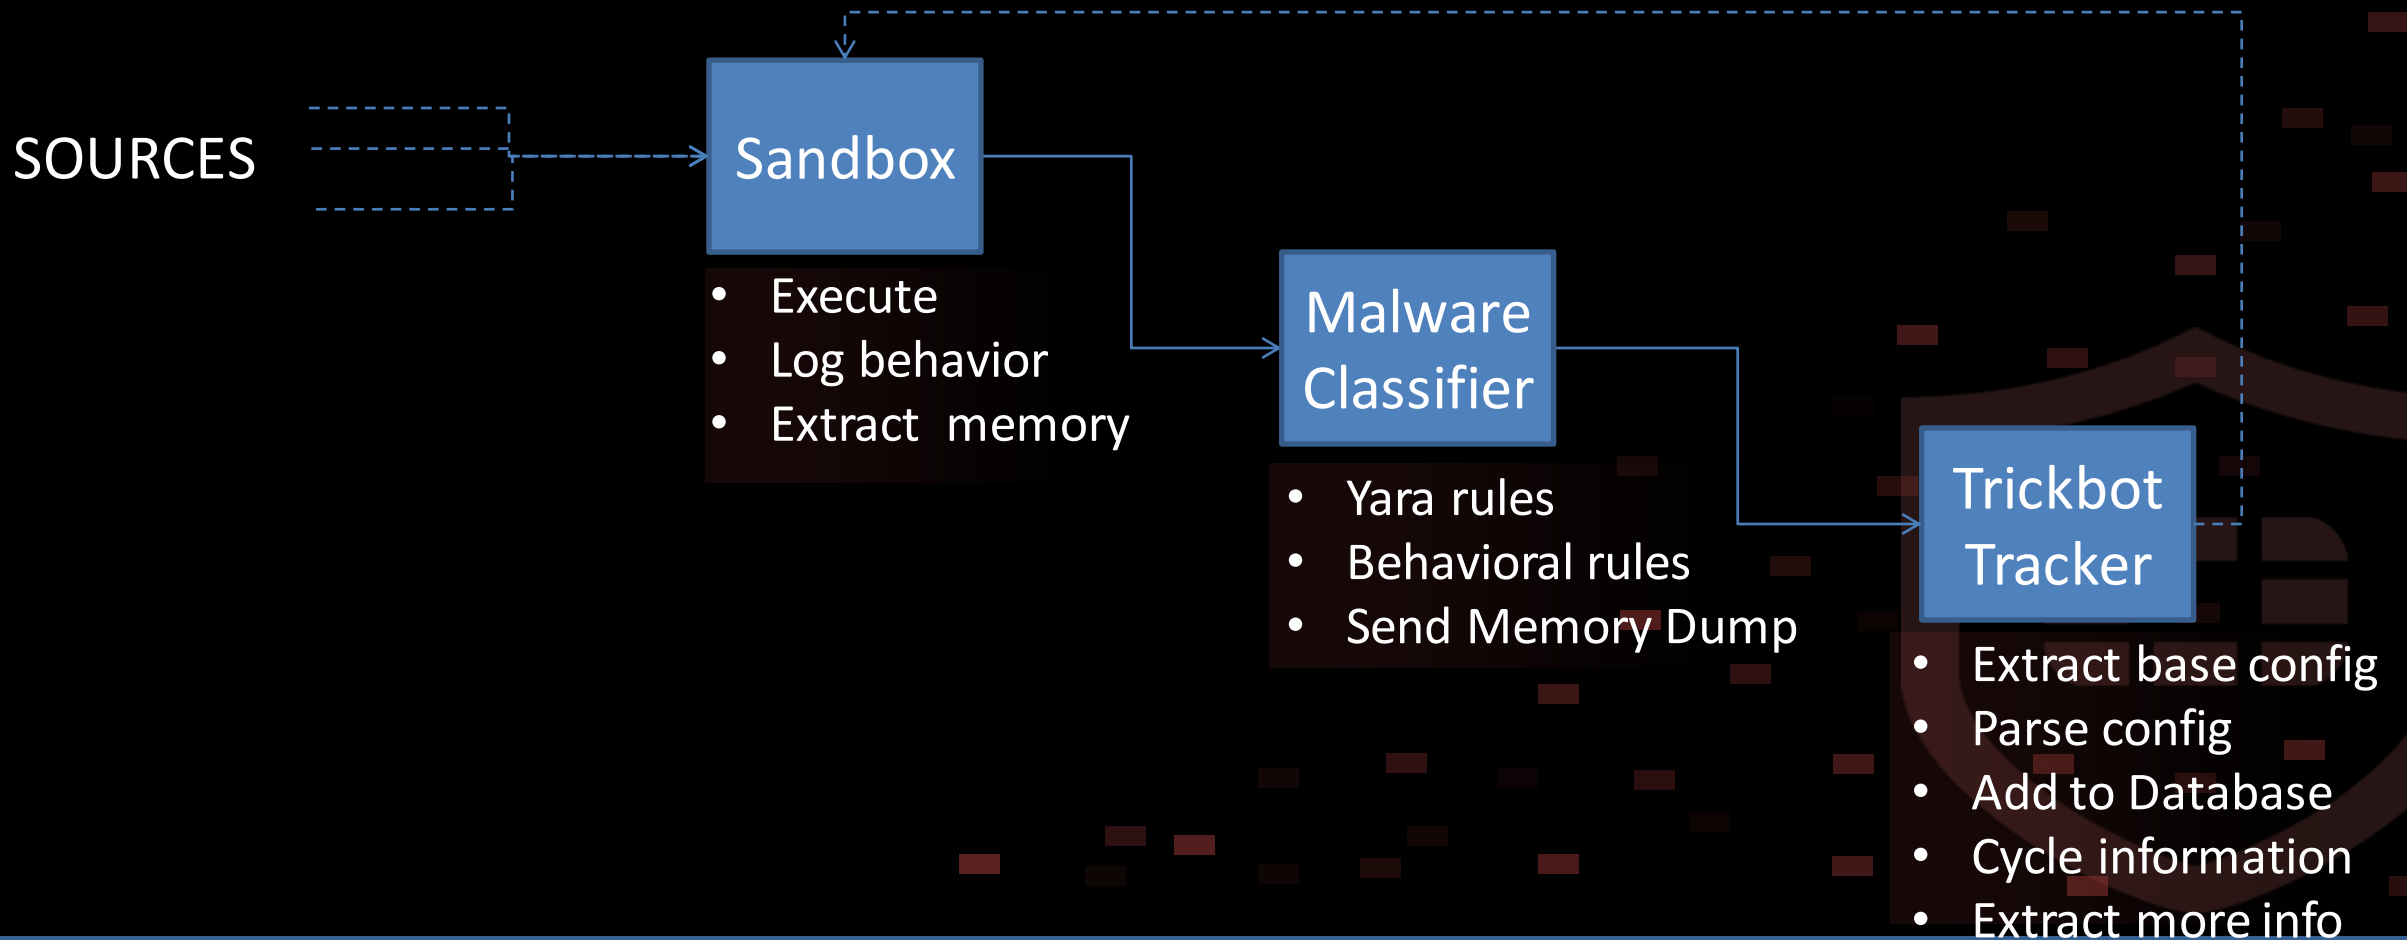 SOURCES
Sandbox
• Execute
• Log behavior
• Extract memory
Malware
Classifier
• Yara rules
• Behavioral rules
• Send Memory Dump
Trickbot
Tracker
• Extract base config
• Parse config
• Add to Database
• Cycle information
• Extract more info